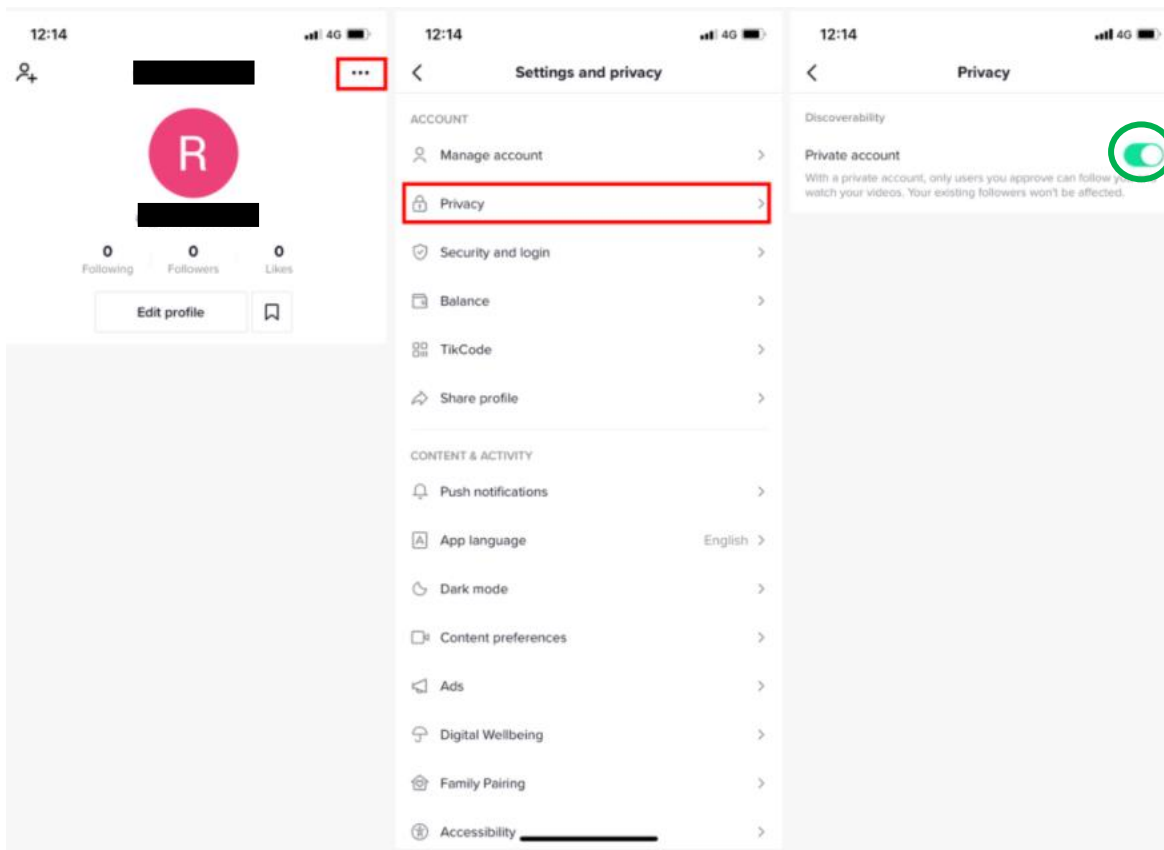 12:14
4G
R
0 0 0
Following Followers Likes
Edit profile
12:14
4G
Settings and privacy
ACCOUNT
Manage account
Privacy
Security and login
Balance
TikCode
Share profile
CONTENT & ACTIVITY
Push notifications
App language English
Dark mode
Content preferences
Ads
Digital Wellbeing
Family Pairing
Accessibility
12:14
4G
Privacy
Discoverability
Private account
With a private account, only users you approve can follow
watch your videos. Your existing followers won't be affected.